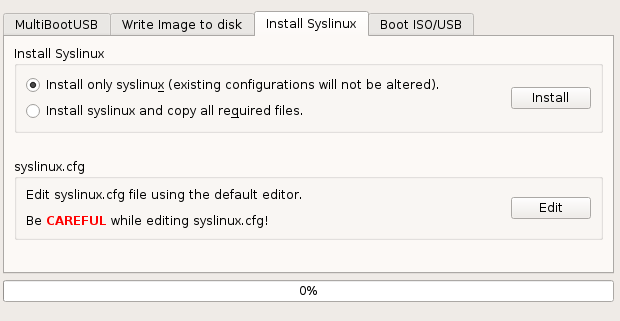 MultiBootUSB Write Image to disk Install Syslinux Boot ISO/USB
Install Syslinux
Install only syslinux (existing configurations will not be altered).
Install
Install syslinux and copy all required files.
syslinux.cfg
Edit syslinux.cfg file using the default editor.
Edit
Be CAREFUL while editing syslinux.cfg!
0%